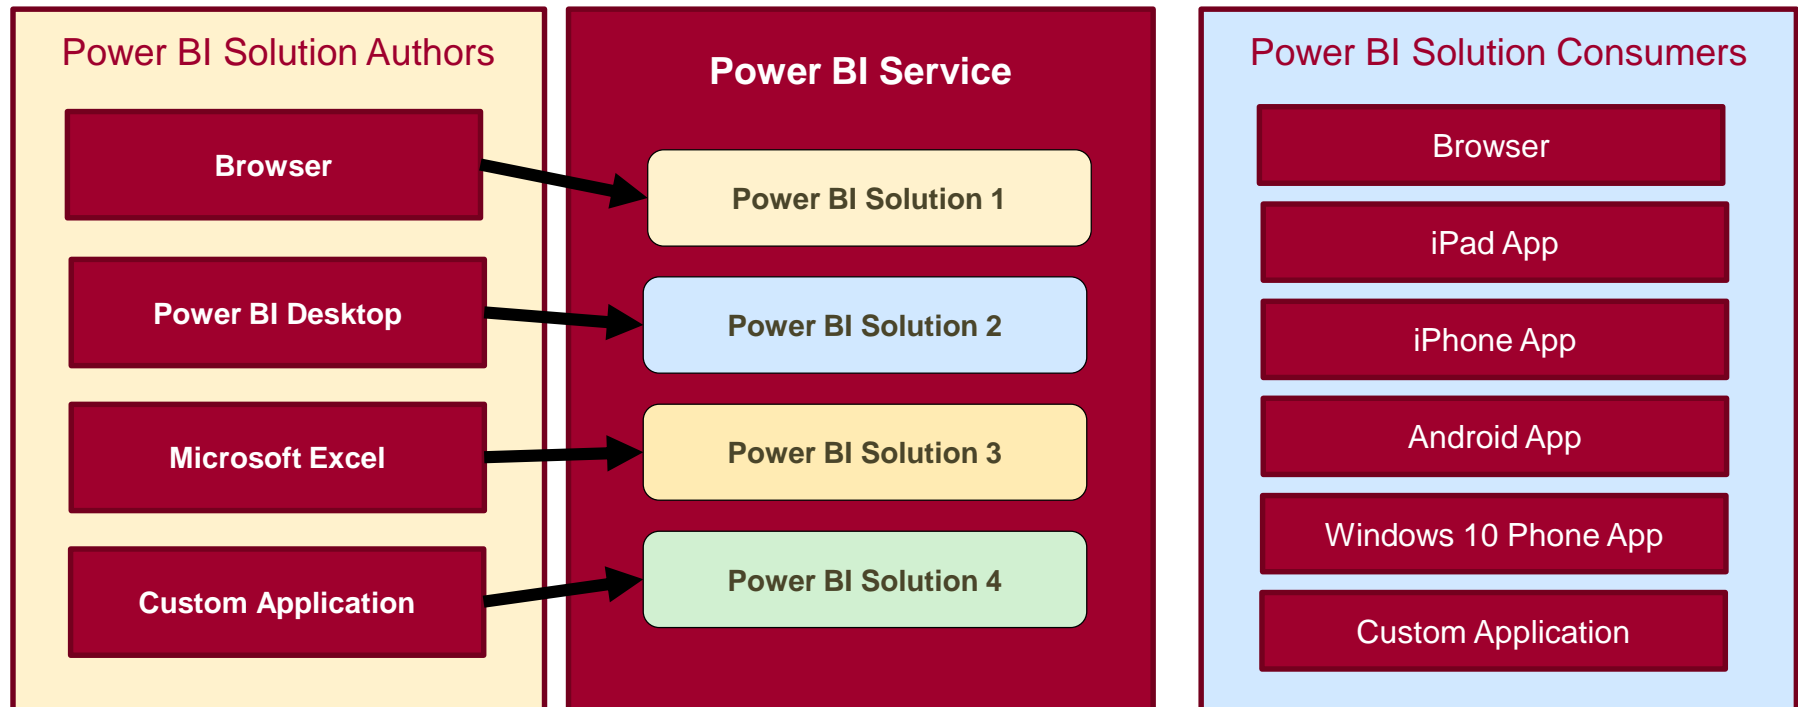 Power BI Solution Authors
Browser
Power BI Desktop
Microsoft Excel
Custom Application
Power BI Service
Power BI Solution 1
Power BI Solution 2
Power BI Solution 3
Power BI Solution 4
Power BI Solution Consumers
Browser
iPad App
iPhone App
Android App
Windows 10 Phone App
Custom Application